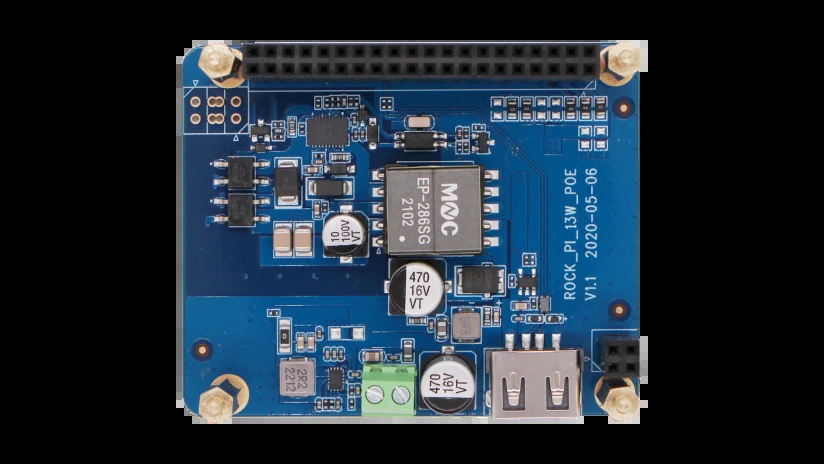 MNC
EP-286SG
2102
10
100V
VT
470
16V
VT
ROCK_PI_13W_POE
V1.1 2020-05-06
2R2
2212
470
16V
VT